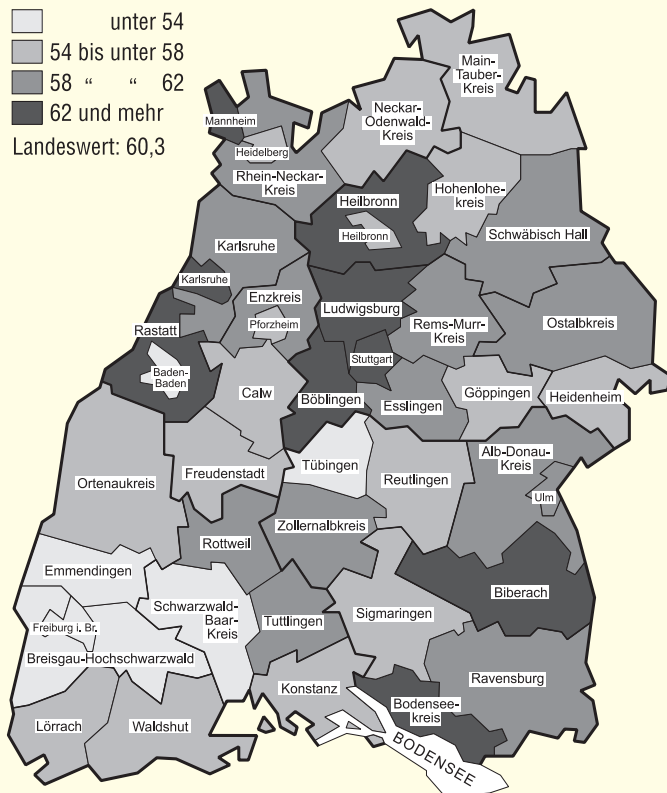 unter 54
54 bis unter 58
58 “ “ 62
62 und mehr
Landeswert: 60,3
Main-
Tauber-
Kreis
Neckar-
Odenwald-
Kreis
Mannheim
Heidelberg
Rhein-Neckar-
Kreis
Heilbronn
Hohenlohe-
kreis
Heilbronn
Schwäbisch Hall
Karlsruhe
Karlsruhe
Enzkreis
Ludwigsburg
Pforzheim
Rems-Murr-
Kreis
Ostalbkreis
Rastatt
Stuttgart
Baden-
Baden
Calw
Böblingen
Esslingen
Göppingen
Heidenheim
Alb-Donau-
Kreis
Tübingen
Freudenstadt
Reutlingen
Ortenaukreis
Ulm
Zollernalbkreis
Rottweil
Emmendingen
Biberach
Schwarzwald-
Baar-
Kreis
Tuttlingen
Sigmaringen
Freiburg i. Br.
Breisgau-Hochschwarzwald
Ravensburg
Konstanz
Bodensee-
kreis
Lörrach
Waldshut
BODENSEE